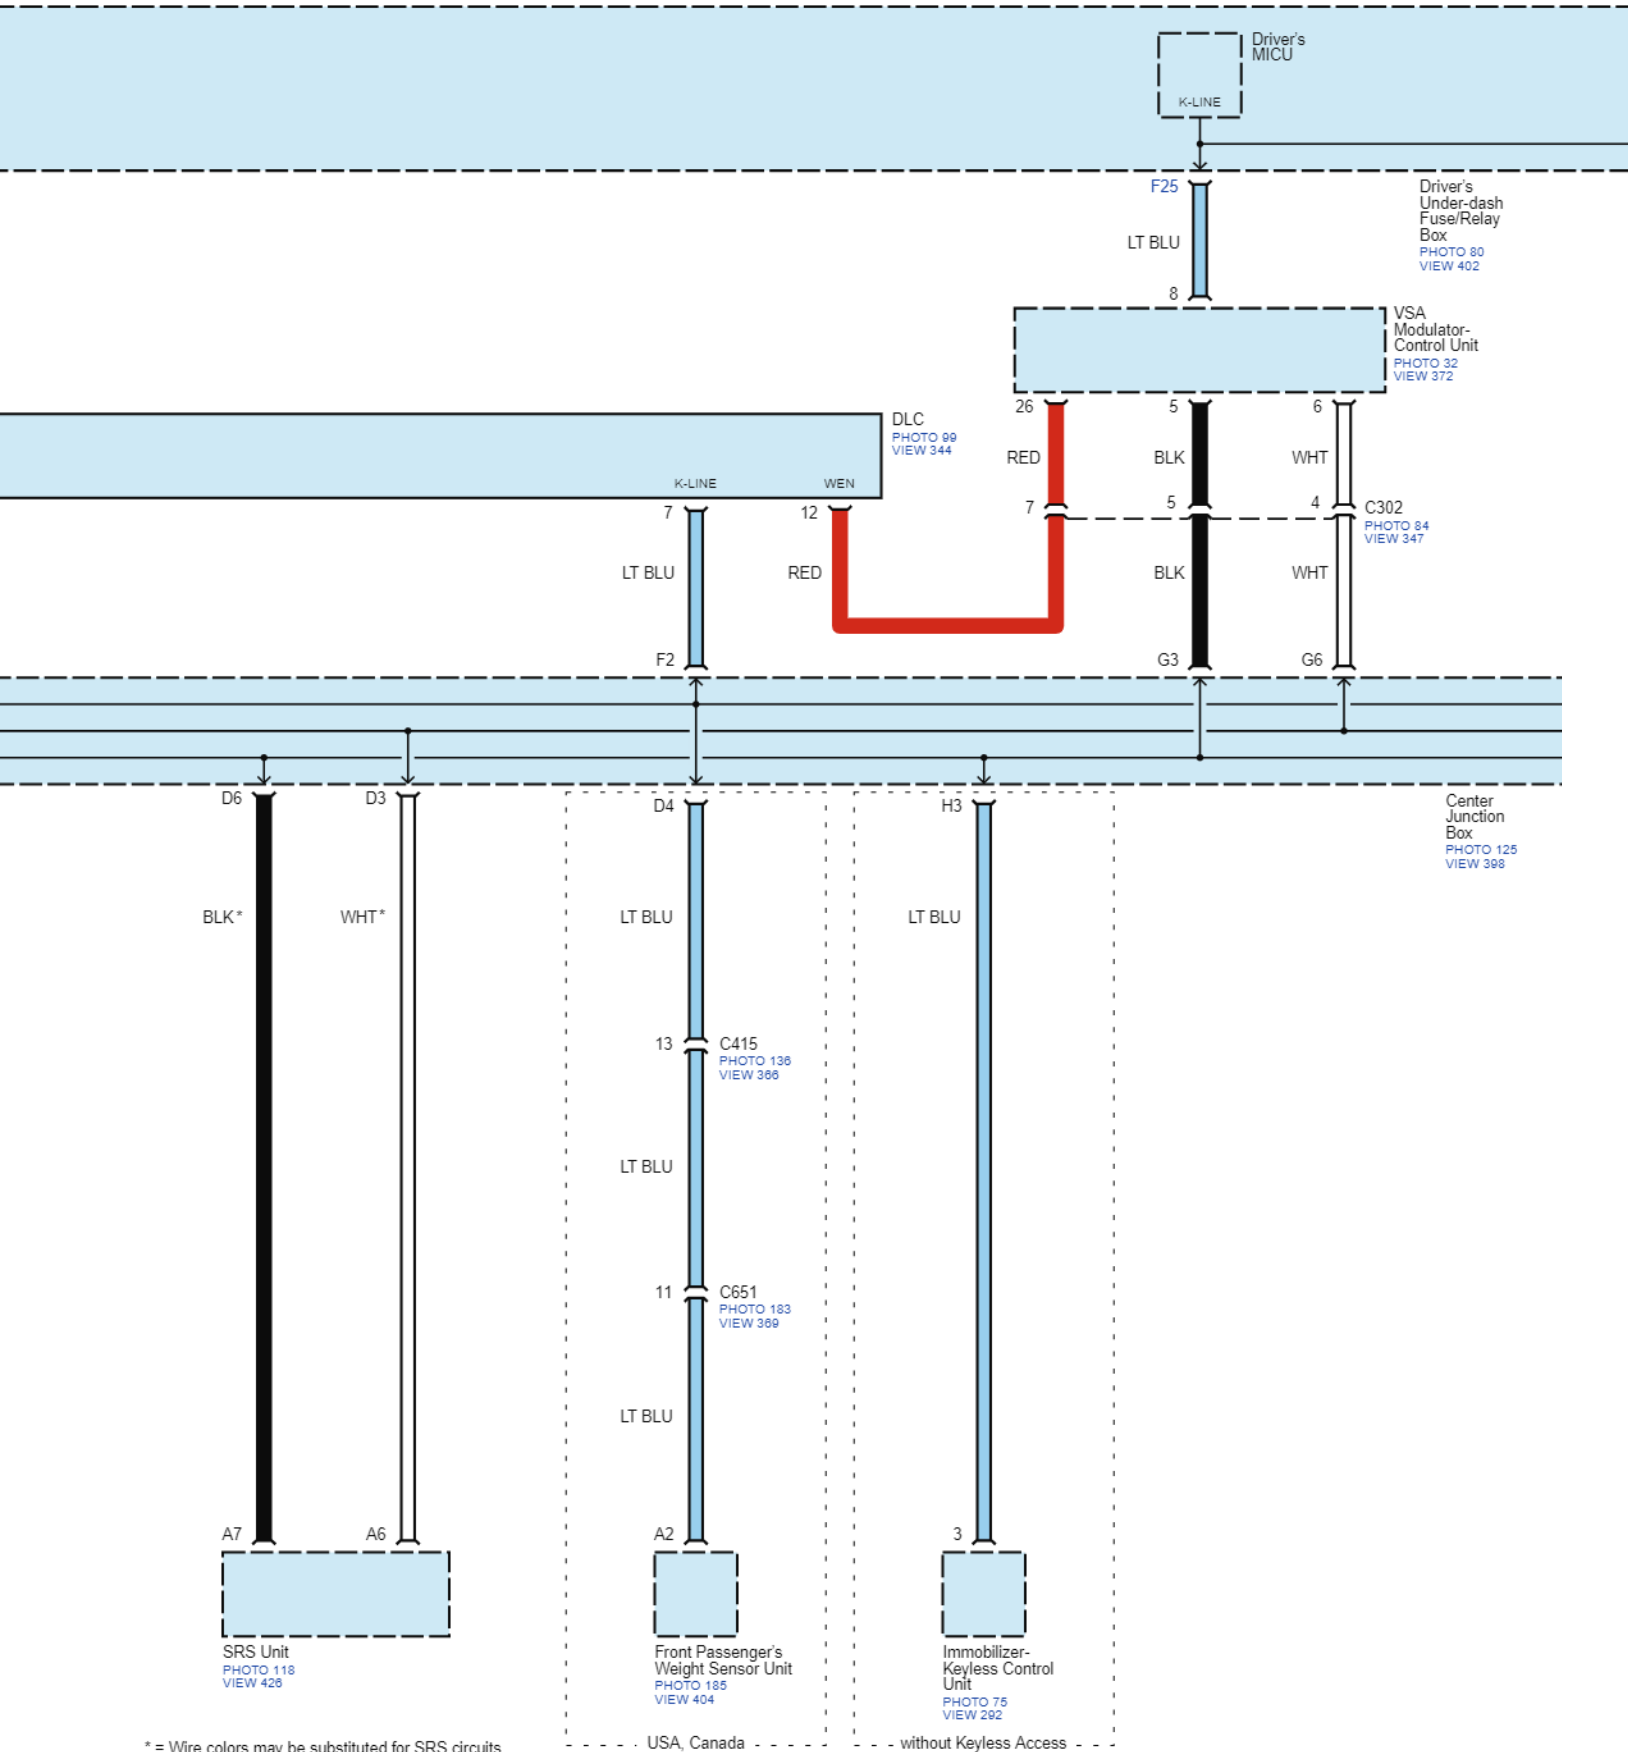 Driver's
MICU
K-LINE
F25
Driver's
Under-dash
Fuse/Relay
Box
PHOTO 80
VIEW 402
LT BLU
8
VSA
Modulator-
Control Unit
PHOTO 32
VIEW 372
26
5
6
DLC
PHOTO 99
VIEW 344
RED
BLK
WHT
K-LINE
WEN
7
12
7
5
4
C302
PHOTO 84
VIEW 347
LT BLU
RED
BLK
WHT
F2
G3
G6
D6
D3
D4
H3
Center
Junction
Box
PHOTO 125
VIEW 398
BLK*
WHT*
LT BLU
LT BLU
13
C415
PHOTO 136
VIEW 366
LT BLU
11
C651
PHOTO 183
VIEW 369
LT BLU
A7
A6
A2
3
SRS Unit
PHOTO 118
VIEW 426
Front Passenger's
Weight Sensor Unit
PHOTO 185
VIEW 404
Immobilizer-
Keyless Control
Unit
PHOTO 75
VIEW 292
* = Wire colors may be substituted for SRS circuits
USA, Canada
without Keyless Access